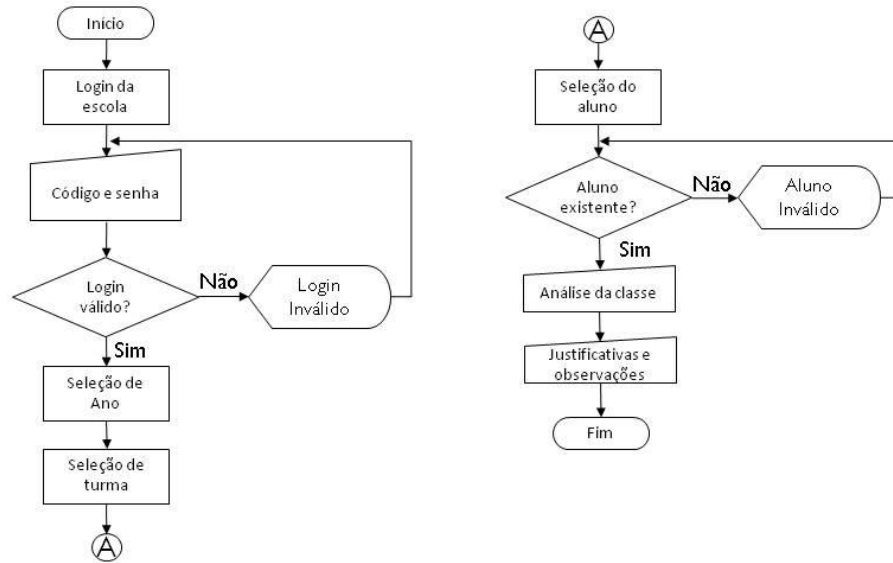 Início
Login da
escola
Código e senha
Login
válido?
Não
Login
Inválido
Sim
Seleção de
Ano
Seleção de
turma
A
A
Seleção do
aluno
Aluno
existente?
Não
Aluno
Inválido
Sim
Análise da classe
Justificativas e
observações
Fim